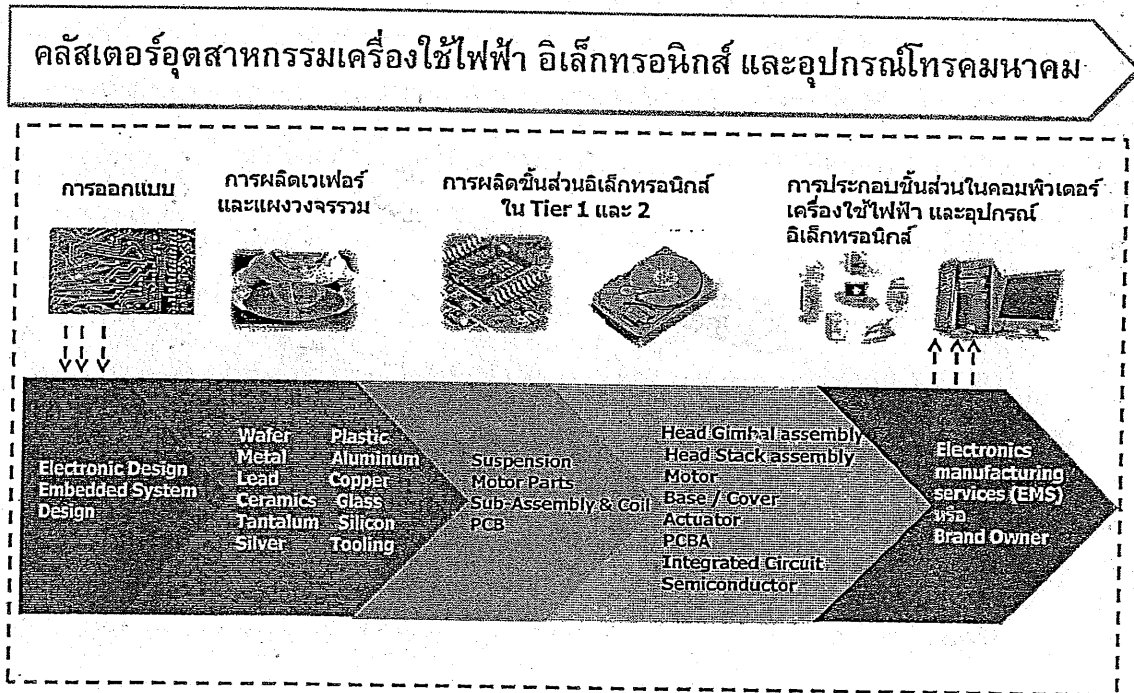 คลัสเตอร์อุตสาหกรรมเครื่องใช้ไฟฟ้า อิเล็กทรอนิกส์ และอุปกรณ์โทรคมนาคม
การออกแบบ
การผลิตเวเฟอร์
และแผงวงจรรวม
การผลิตชิ้นส่วนอิเล็กทรอนิกส์
ใน Tier 1 และ 2
การประกอบชิ้นส่วนในคอมพิวเตอร์
เครื่องใช้ไฟฟ้า และอุปกรณ์
อิเล็กทรอนิกส์
Electronic Design
Embedded System
Design
Wafer Plastic
Metal Aluminum
Lead Copper
Ceramics Glass
Tantalum Silicon
Silver Tooling
Suspension
Motor Parts
Sub-Assembly & Coil
PCB
Head Gimbal assembly
Head Stack assembly
Motor
Base / Cover
Actuator
PCBA
Integrated Circuit
Semiconductor
Electronics
manufacturing
services (EMS)
หรือ
Brand Owner